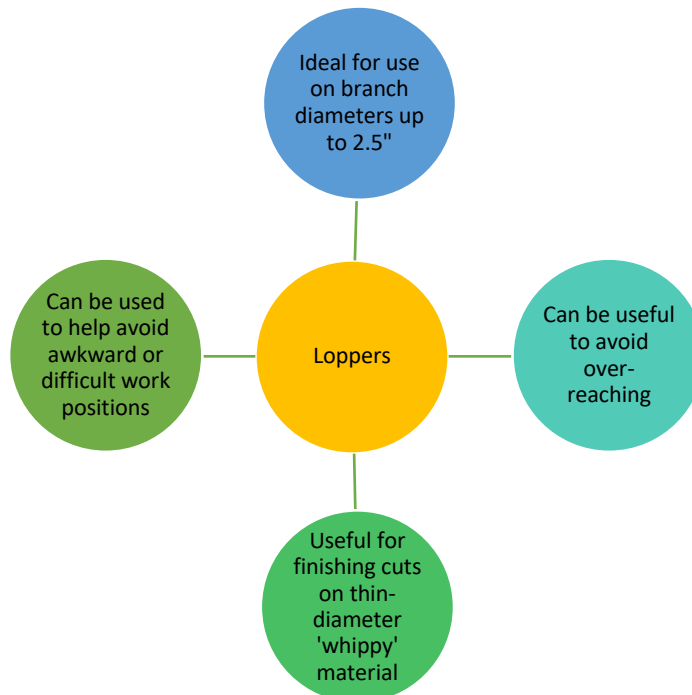 Ideal for use
on branch
diameters up
to 2.5"
Can be used
to help avoid
awkward or
difficult work
positions
Loppers
Can be useful
to avoid
over-
reaching
Useful for
finishing cuts
on thin-
diameter
'whippy'
material